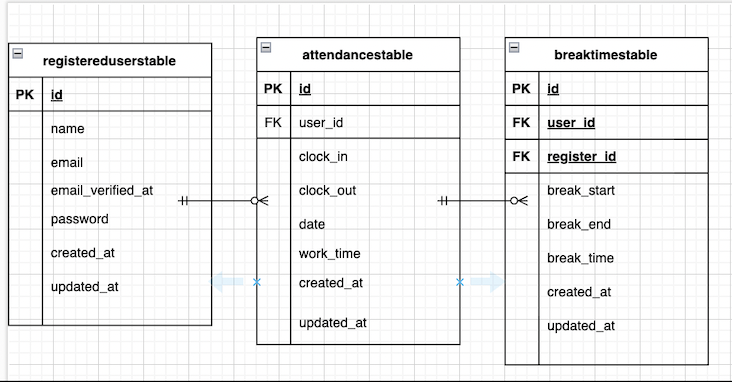 registereduserstable
PK id
name
email
email_verified_at
password
created_at
updated_at
attendancestable
PK id
FK user_id
clock_in
clock_out
date
work_time
created_at
updated_at
breaktimestable
PK id
FK user_id
FK register_id
break_start
break_end
break_time
created_at
updated_at